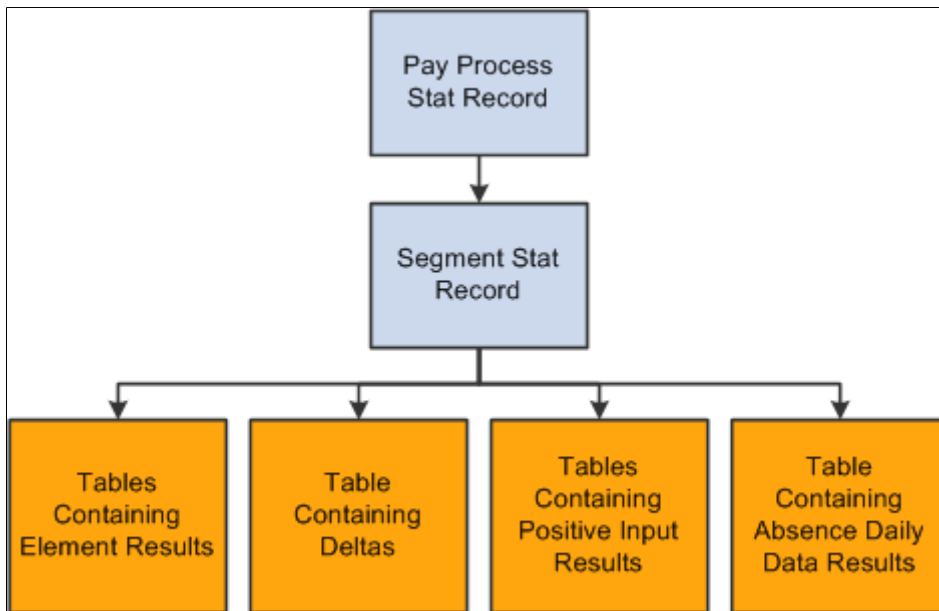 Pay Process
Stat Record
Segment Stat
Record
Tables
Containing
Element Results
Table
Containing
Deltas
Tables
Containing
Positive Input
Results
Table
Containing
Absence Daily
Data Results